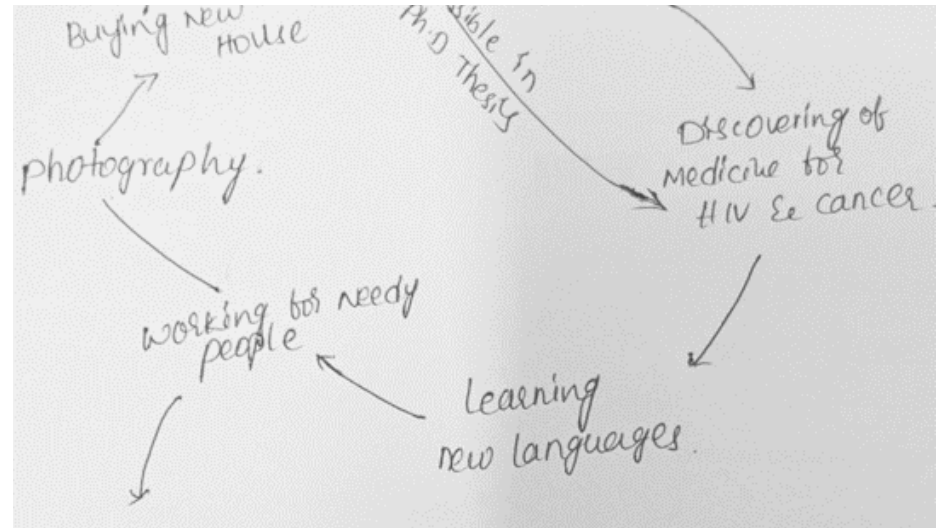 Buying New
House
sible in
Ph.D Thesis
Photography.
Discovering of
Medicine for
HIV & cancer.
working for needy
people
Learning
new languages.